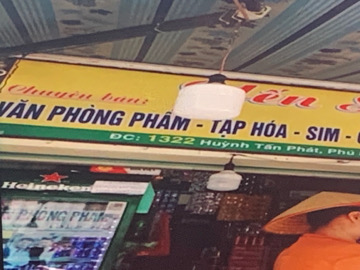 Chuyên bán:
VĂN PHÒNG PHẨM - TẠP HÓA - SIM -
ĐC: 1322 Huỳnh Tấn Phát, Phú
Heineken
PHÒNG PHẨM